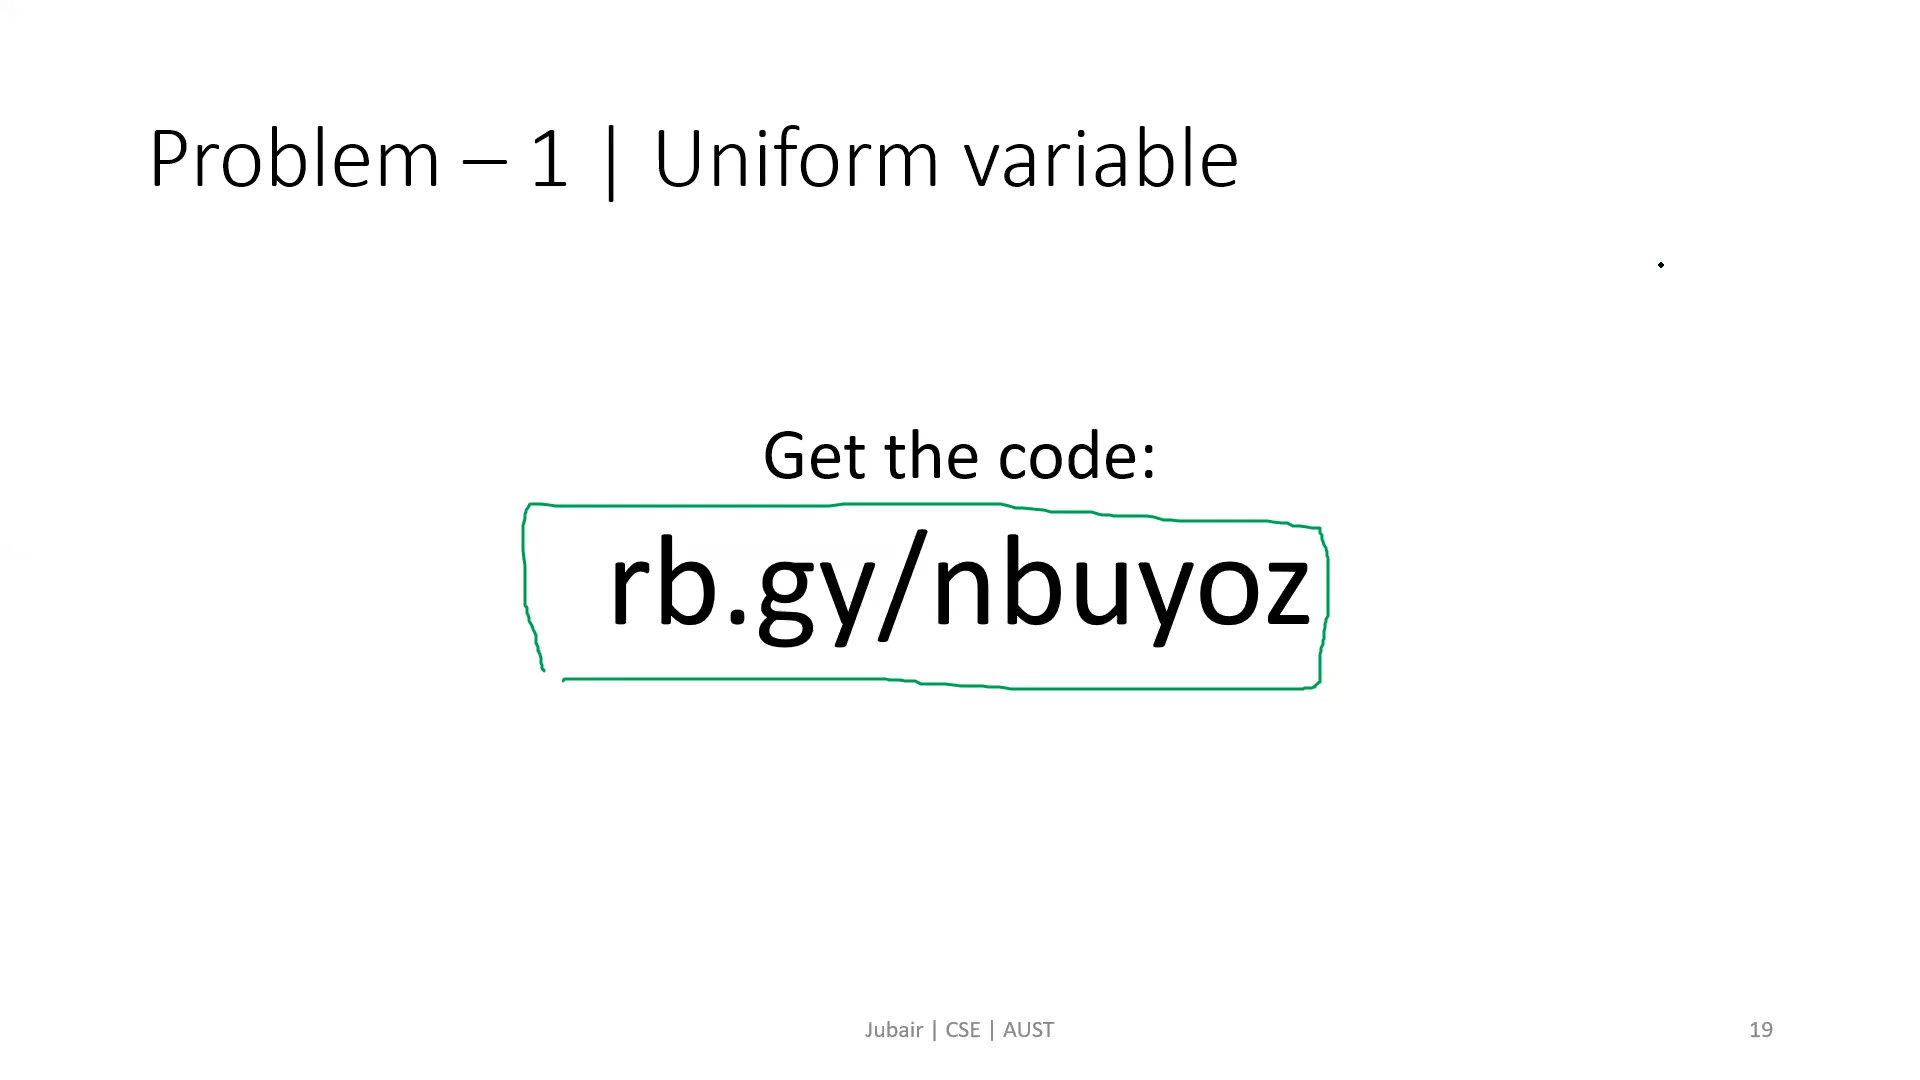 Problem – 1 | Uniform variable
Get the code:
rb.gy/nbuyoz
Jubair | CSE | AUST
19